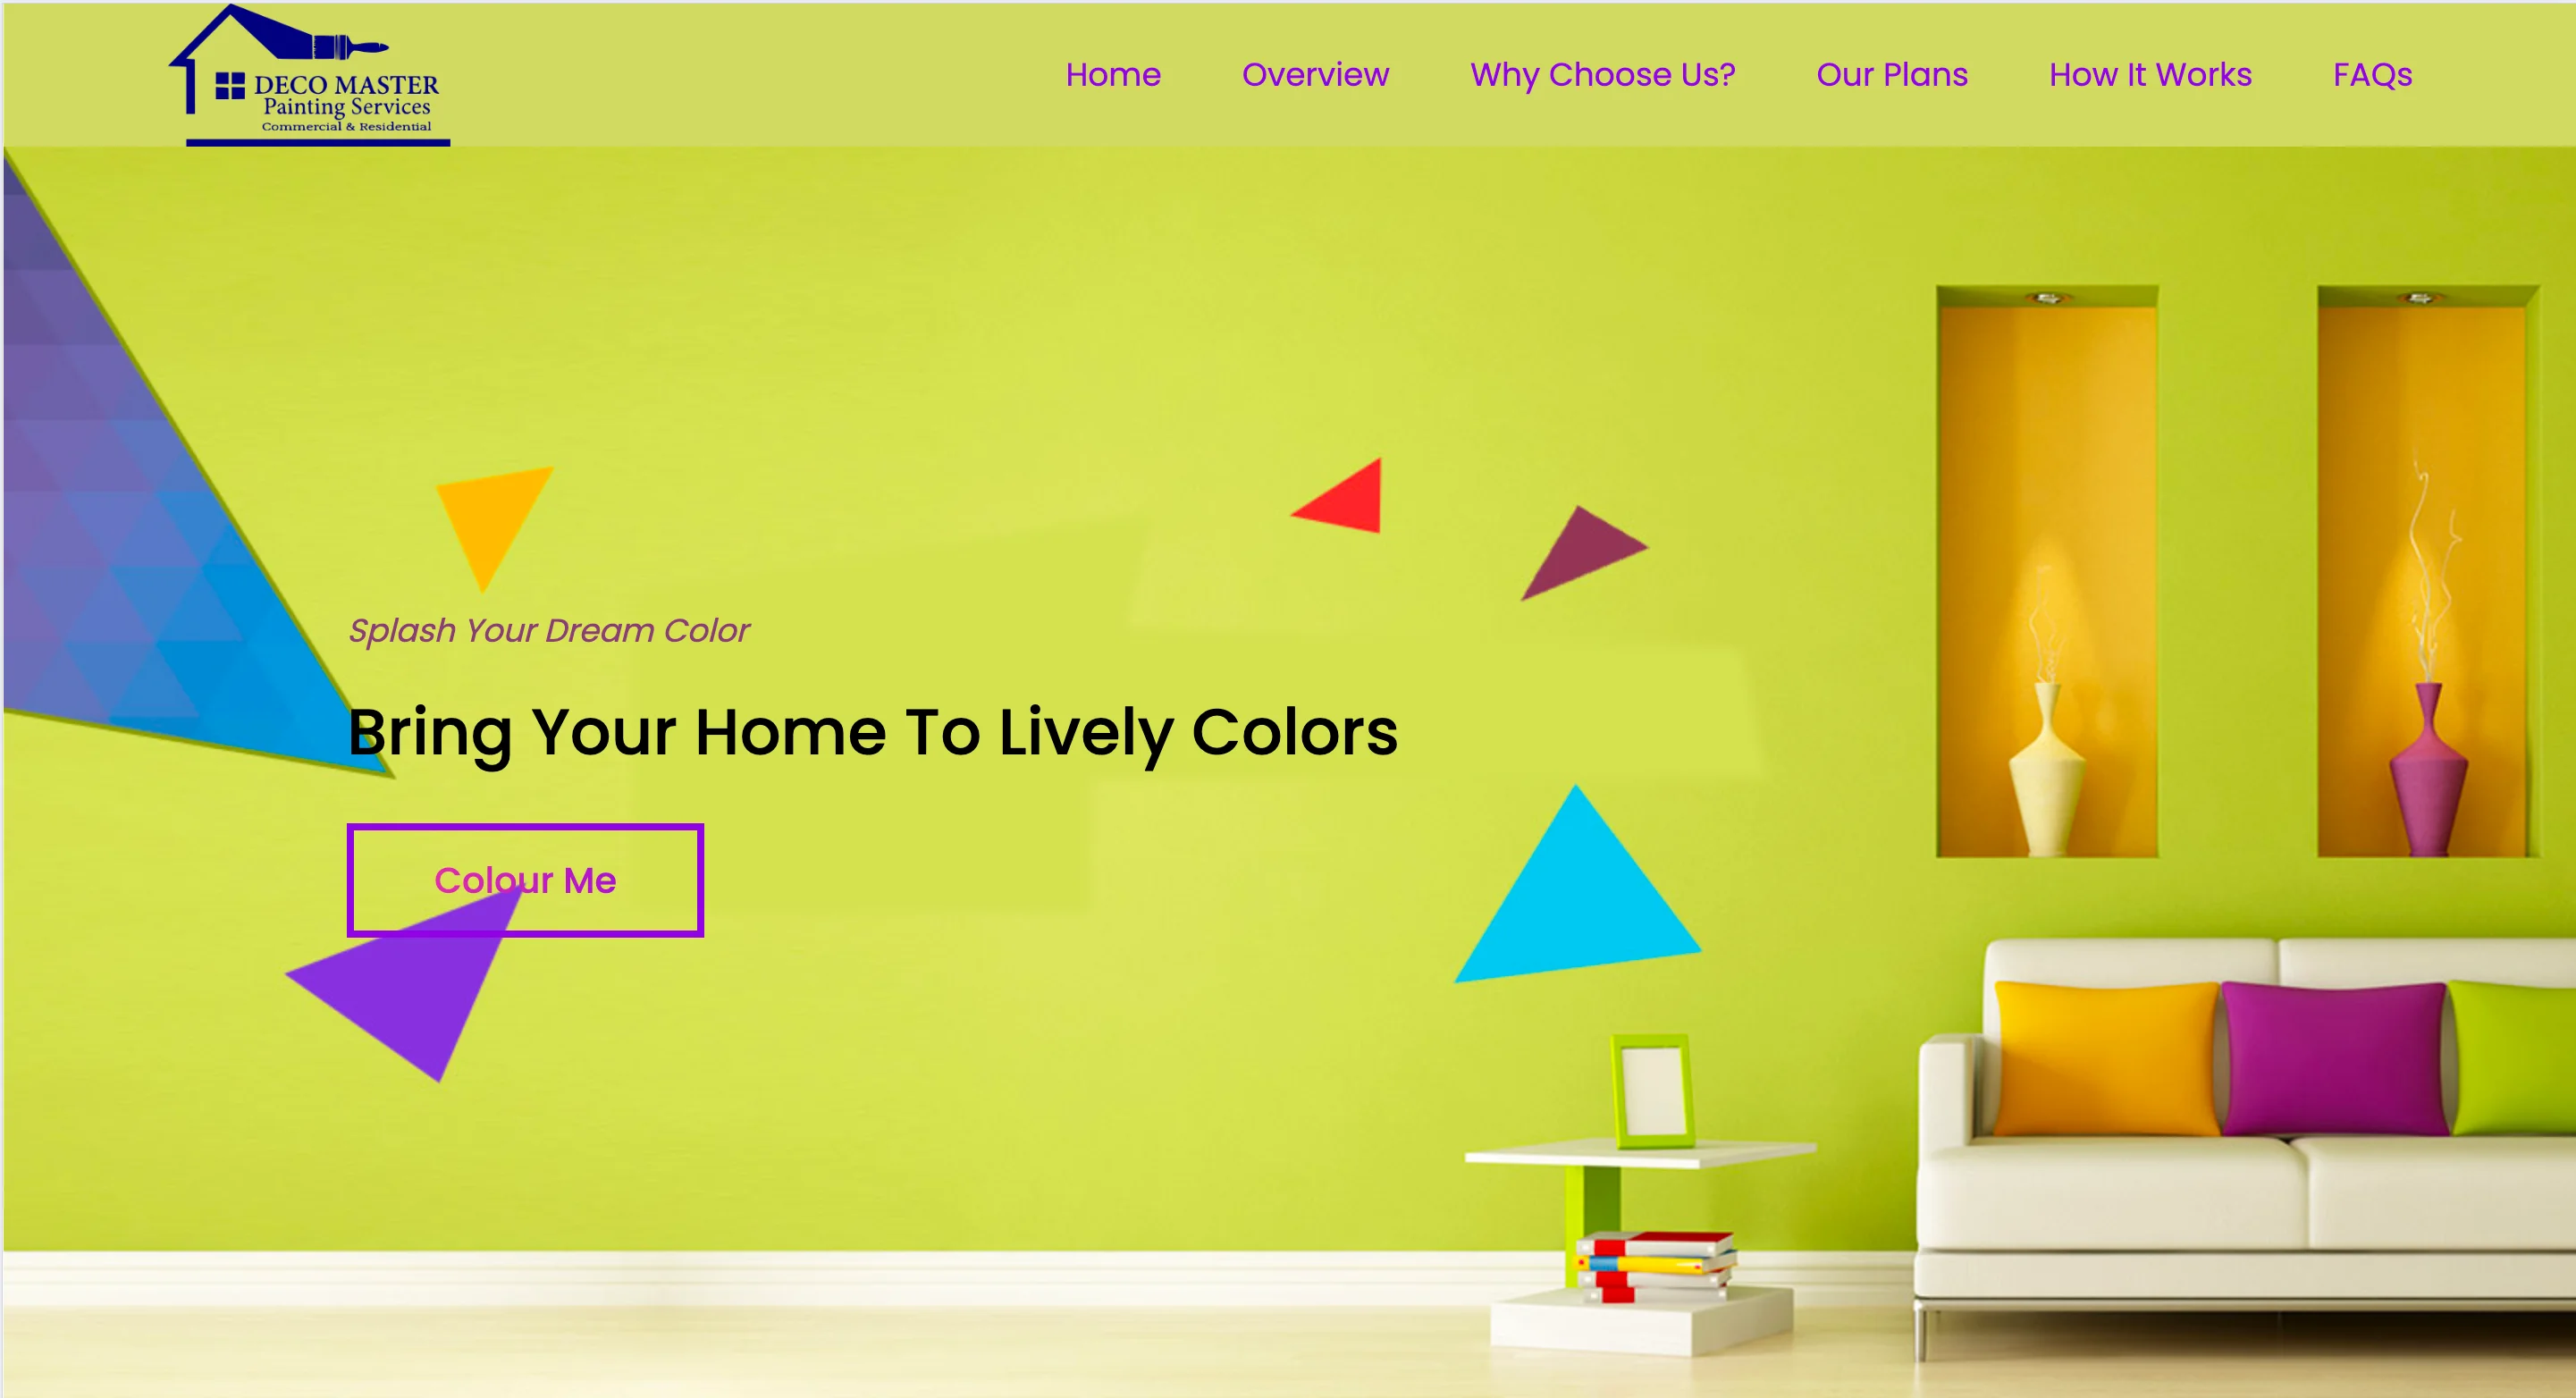 DECO MASTER
Painting Services
Commercial & Residential
Home Overview Why Choose Us? Our Plans How It Works FAQs
Splash Your Dream Color
Bring Your Home To Lively Colors
Colour Me